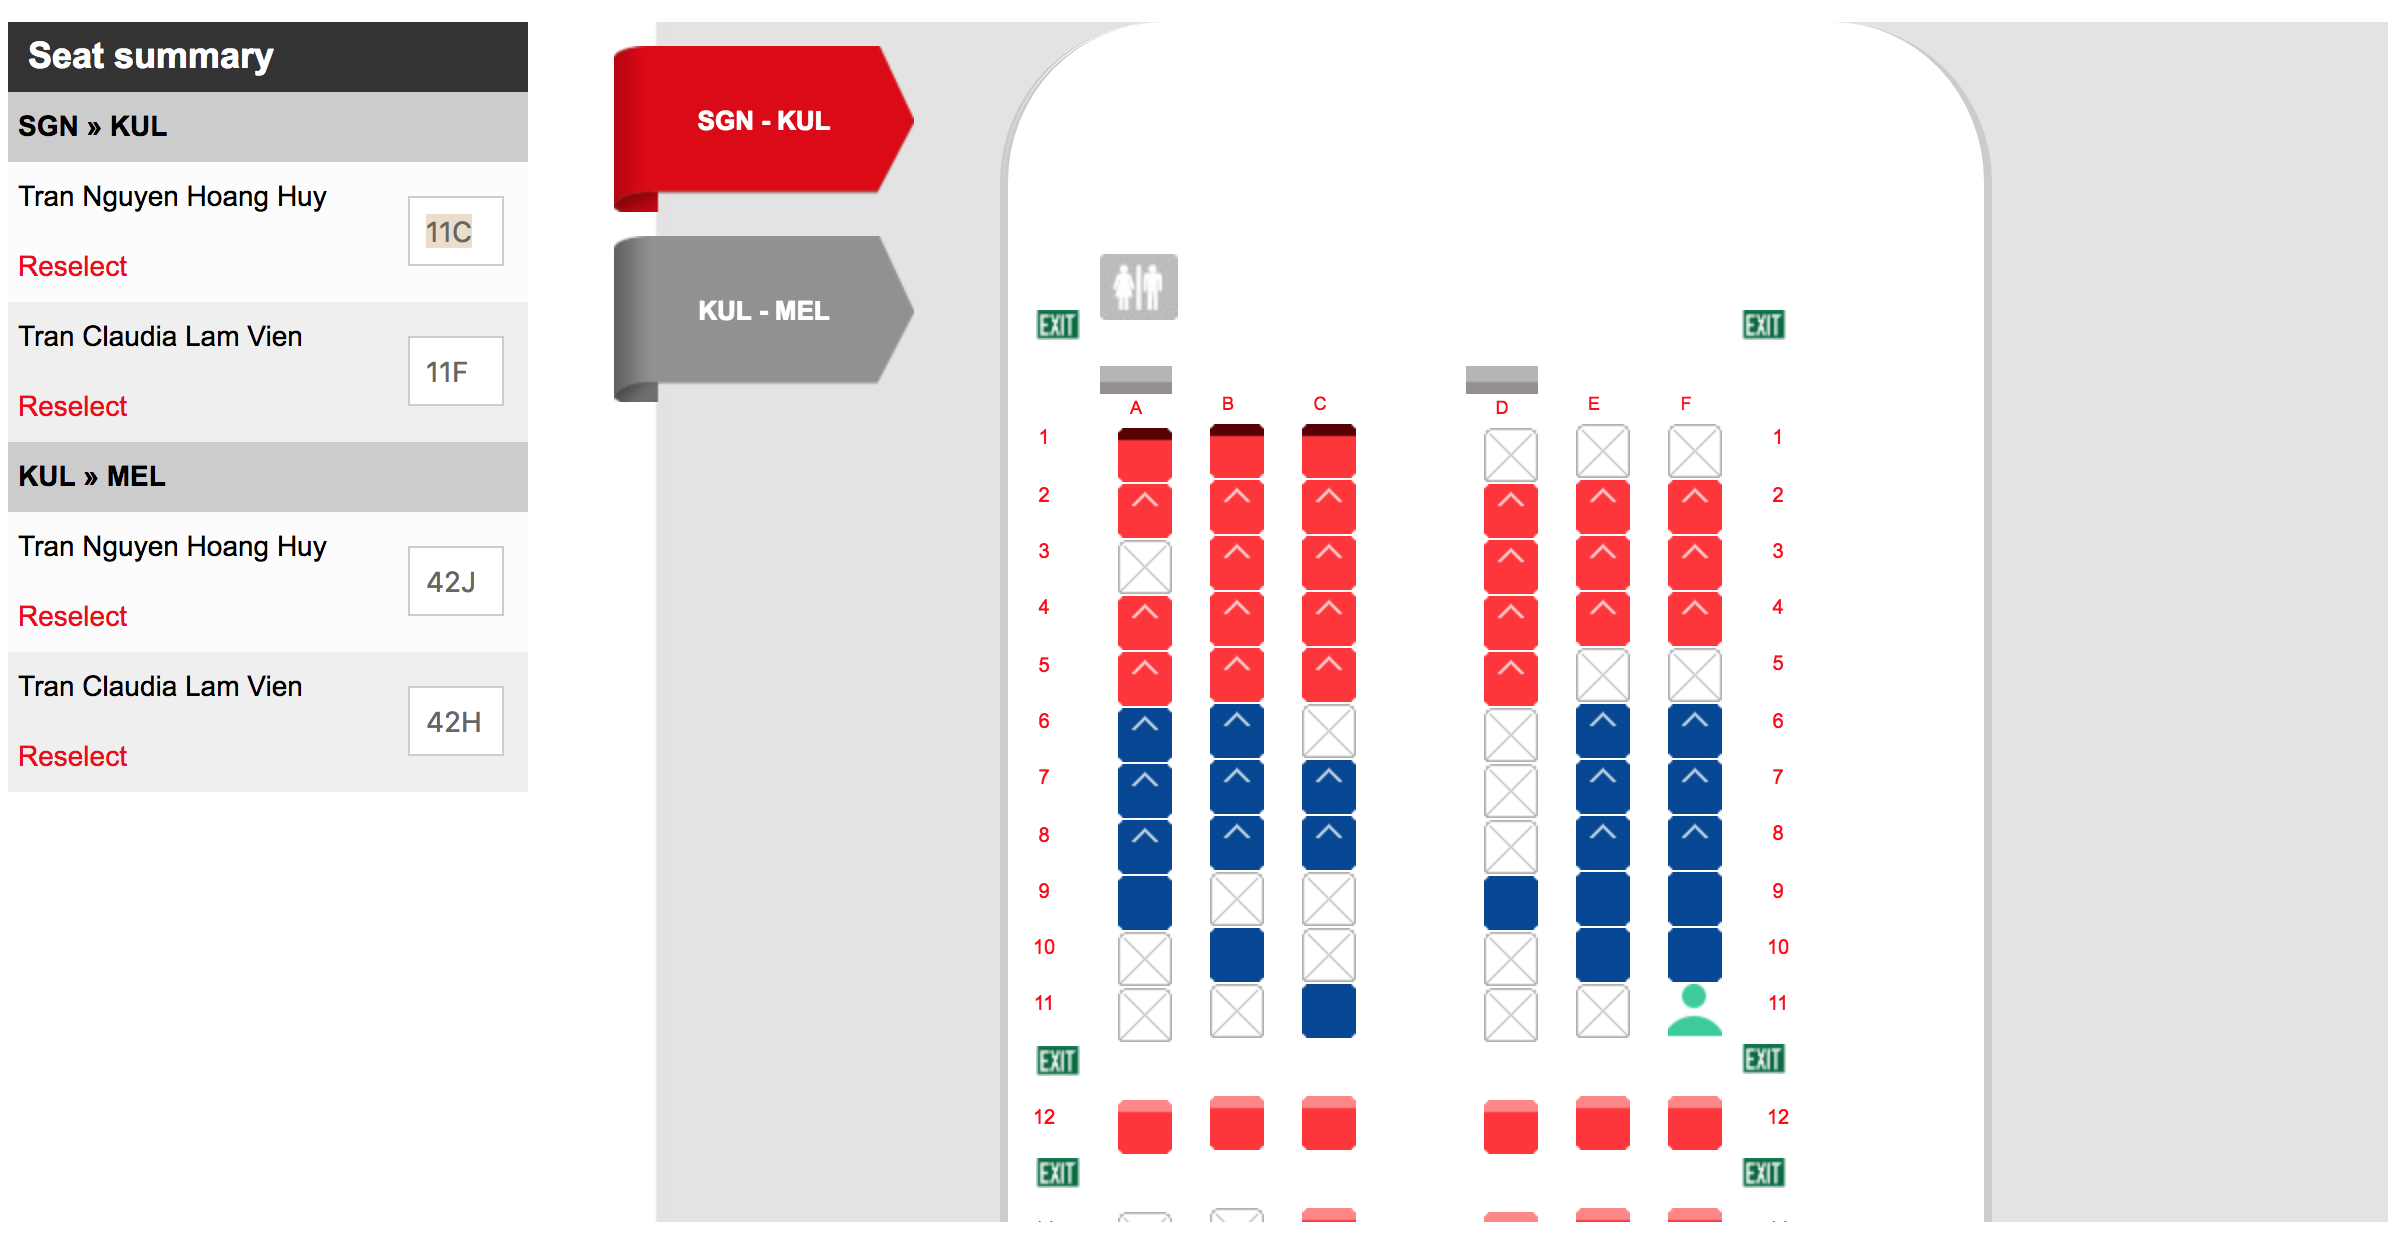 Seat summary
SGN » KUL
Tran Nguyen Hoang Huy
11C
Reselect
Tran Claudia Lam Vien
11F
Reselect
KUL » MEL
Tran Nguyen Hoang Huy
42J
Reselect
Tran Claudia Lam Vien
42H
Reselect
SGN - KUL
KUL - MEL
EXIT EXIT
A B C D E F
1 1
2 2
3 3
4 4
5 5
6 6
7 7
8 8
9 9
10 10
11 11
EXIT EXIT
12 12
EXIT EXIT